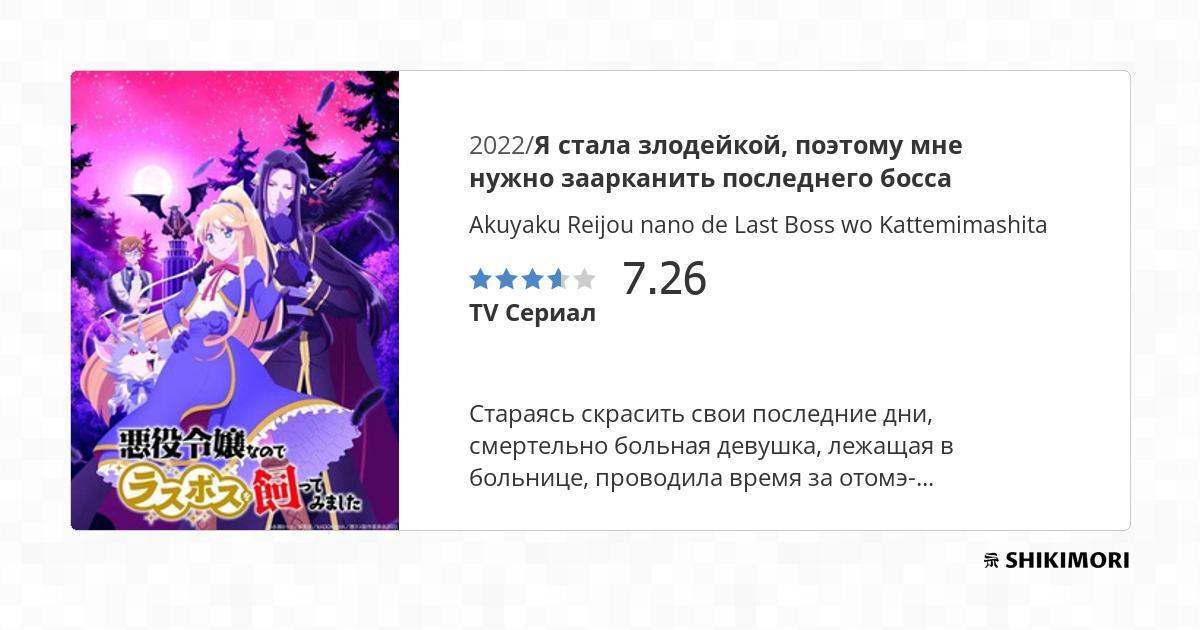 2022/Я стала злодейкой, поэтому мне
нужно заарканить последнего босса
Akuyaku Reijou nano de Last Boss wo Kattemimashita
7.26
TV Сериал
Стараясь скрасить свои последние дни,
смертельно больная девушка, лежащая в
больнице, проводила время за отомэ-...
悪役令嬢なので
ラスボスを飼って
みました
SHIKIMORI